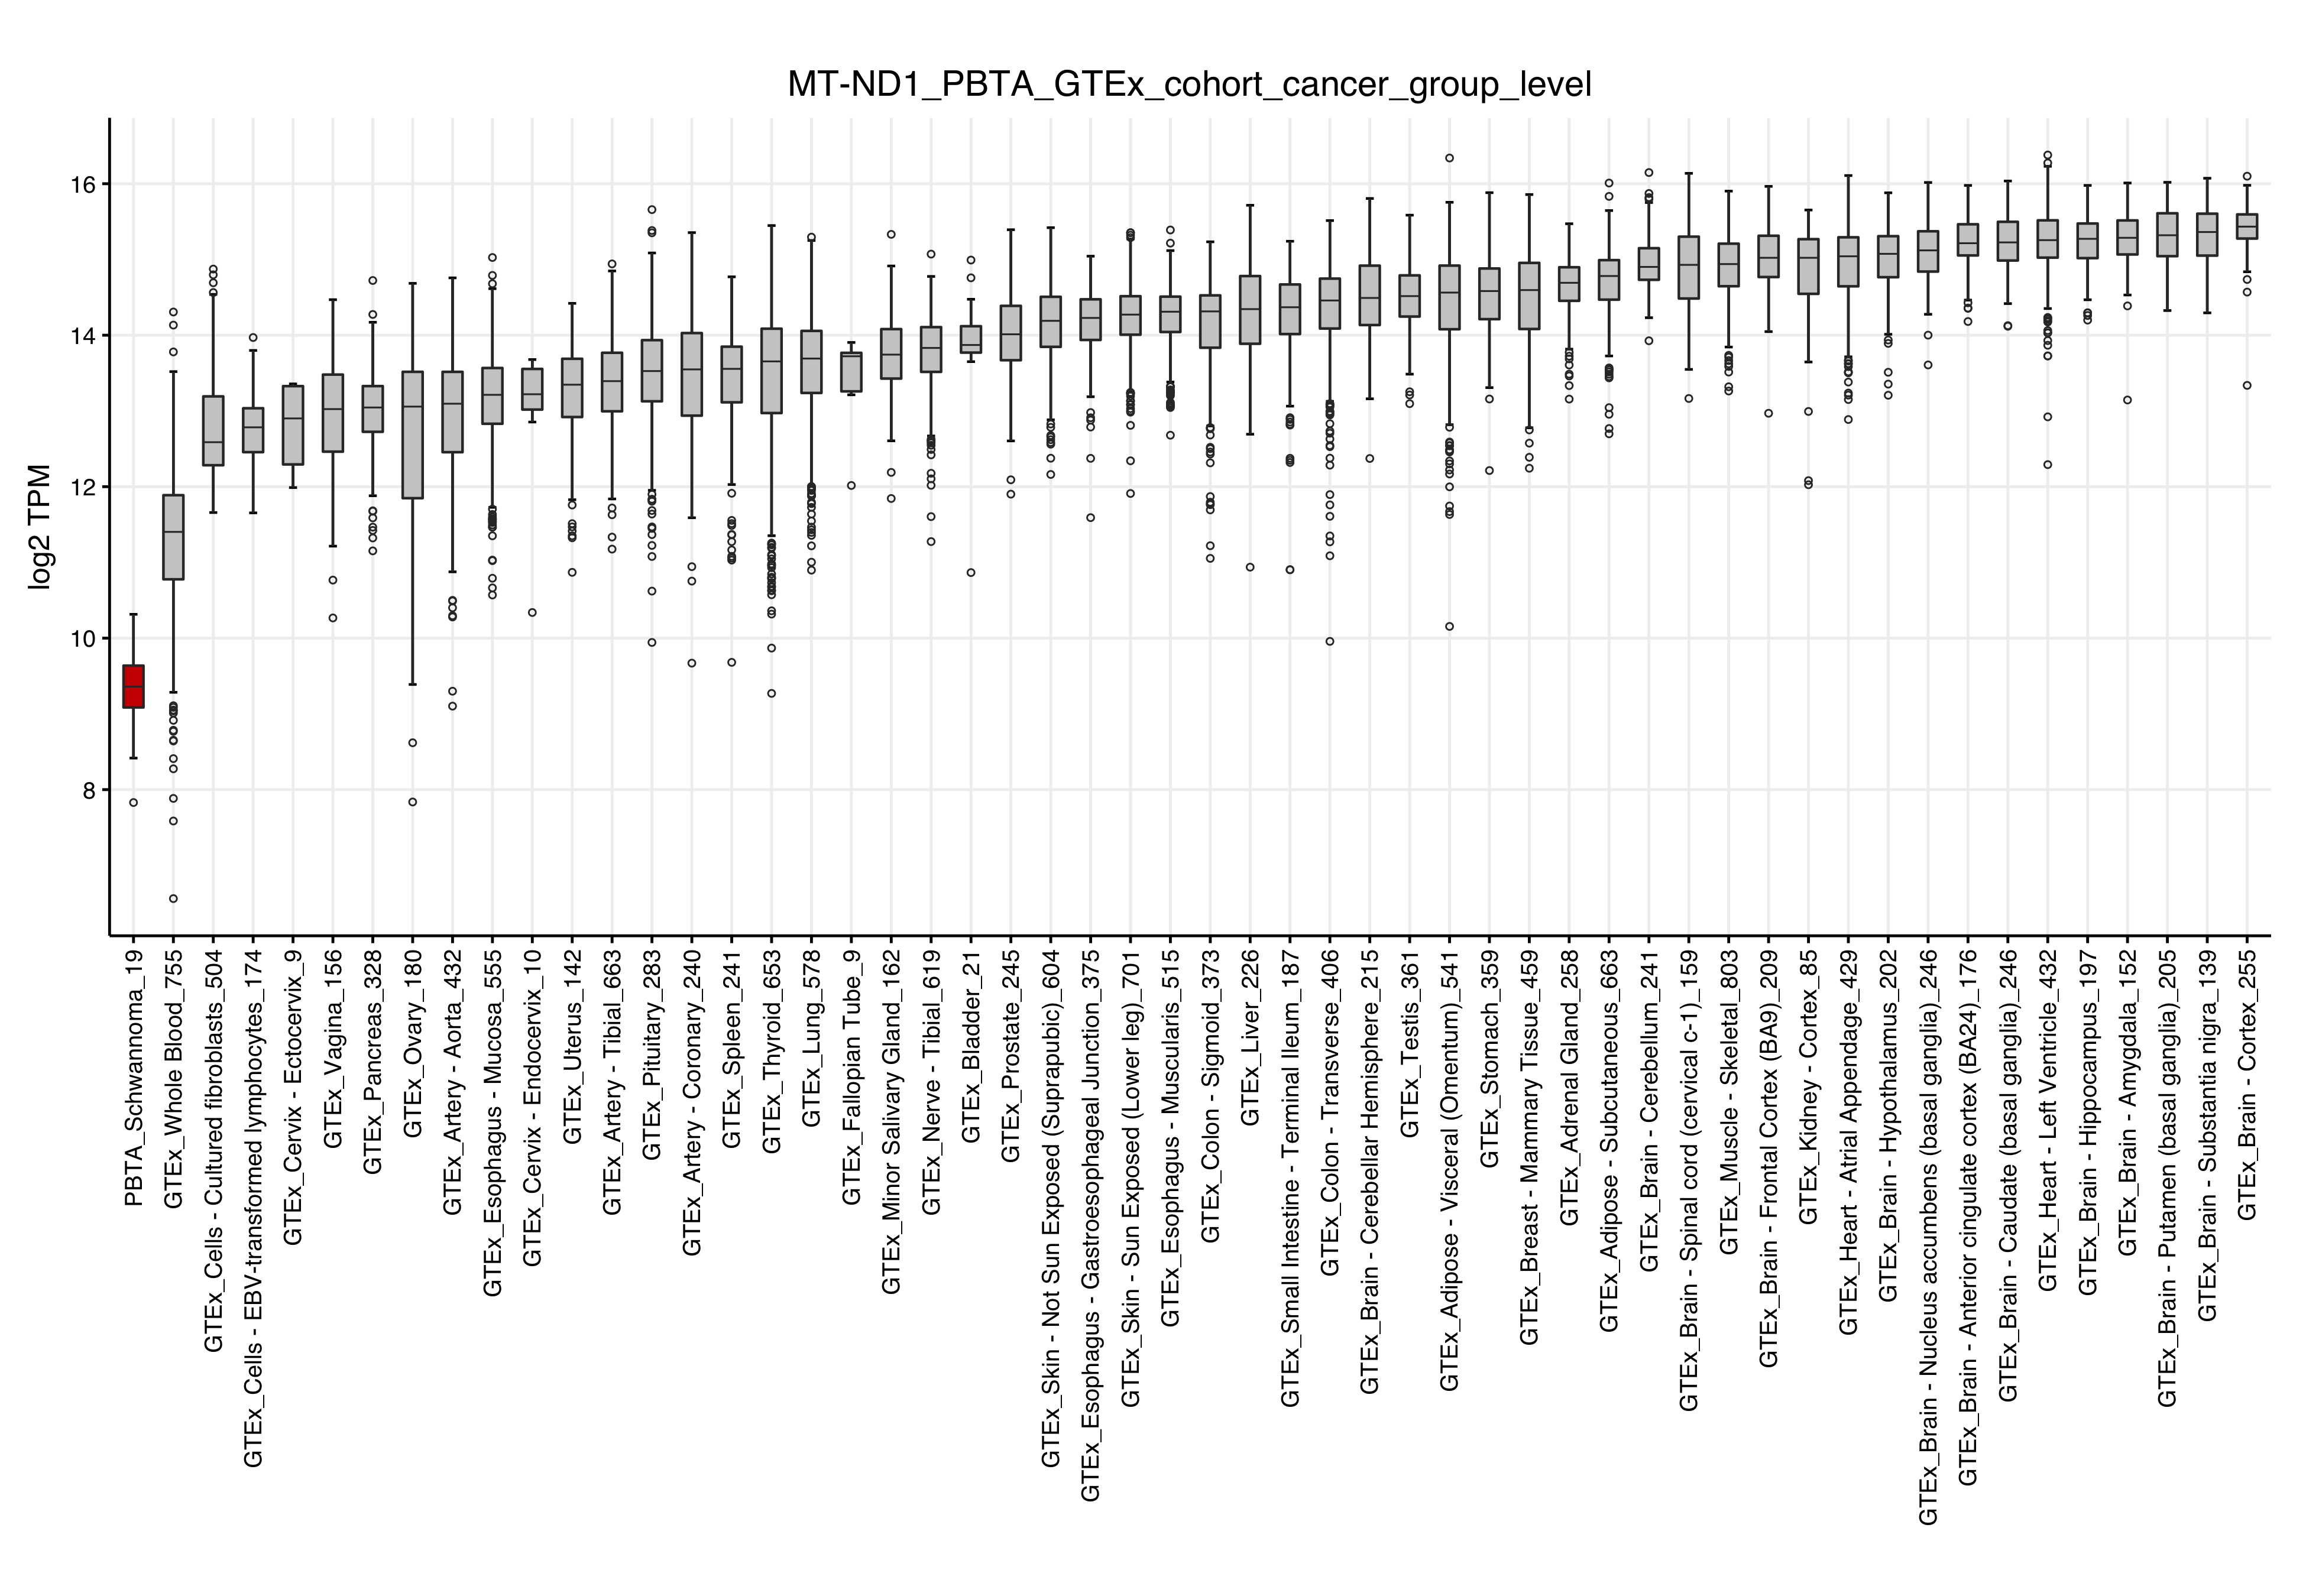 MT-ND1_PBTA_GTEx_cohort_cancer_group_level
log2 TPM
16
14
12
10
8
PBTA_Schwannoma_19
GTEx_Whole Blood_755
GTEx_Cells - Cultured fibroblasts_504
GTEx_Cells - EBV-transformed lymphocytes_174
GTEx_Cervix - Ectocervix_9
GTEx_Vagina_156
GTEx_Pancreas_328
GTEx_Ovary_180
GTEx_Artery - Aorta_432
GTEx_Esophagus - Mucosa_555
GTEx_Cervix - Endocervix_10
GTEx_Uterus_142
GTEx_Artery - Tibial_663
GTEx_Pituitary_283
GTEx_Artery - Coronary_240
GTEx_Spleen_241
GTEx_Thyroid_653
GTEx_Lung_578
GTEx_Fallopian Tube_9
GTEx_Minor Salivary Gland_162
GTEx_Nerve - Tibial_619
GTEx_Bladder_21
GTEx_Prostate_245
GTEx_Skin - Not Sun Exposed (Suprapubic)_604
GTEx_Esophagus - Gastroesophageal Junction_375
GTEx_Skin - Sun Exposed (Lower leg)_701
GTEx_Esophagus - Muscularis_515
GTEx_Colon - Sigmoid_373
GTEx_Liver_226
GTEx_Small Intestine - Terminal Ileum_187
GTEx_Colon - Transverse_406
GTEx_Brain - Cerebellar Hemisphere_215
GTEx_Testis_361
GTEx_Adipose - Visceral (Omentum)_541
GTEx_Stomach_359
GTEx_Breast - Mammary Tissue_459
GTEx_Adrenal Gland_258
GTEx_Adipose - Subcutaneous_663
GTEx_Brain - Cerebellum_241
GTEx_Brain - Spinal cord (cervical c-1)_159
GTEx_Muscle - Skeletal_803
GTEx_Brain - Frontal Cortex (BA9)_209
GTEx_Kidney - Cortex_85
GTEx_Heart - Atrial Appendage_429
GTEx_Brain - Hypothalamus_202
GTEx_Brain - Nucleus accumbens (basal ganglia)_246
GTEx_Brain - Anterior cingulate cortex (BA24)_176
GTEx_Brain - Caudate (basal ganglia)_246
GTEx_Heart - Left Ventricle_432
GTEx_Brain - Hippocampus_197
GTEx_Brain - Amygdala_152
GTEx_Brain - Putamen (basal ganglia)_205
GTEx_Brain - Substantia nigra_139
GTEx_Brain - Cortex_255